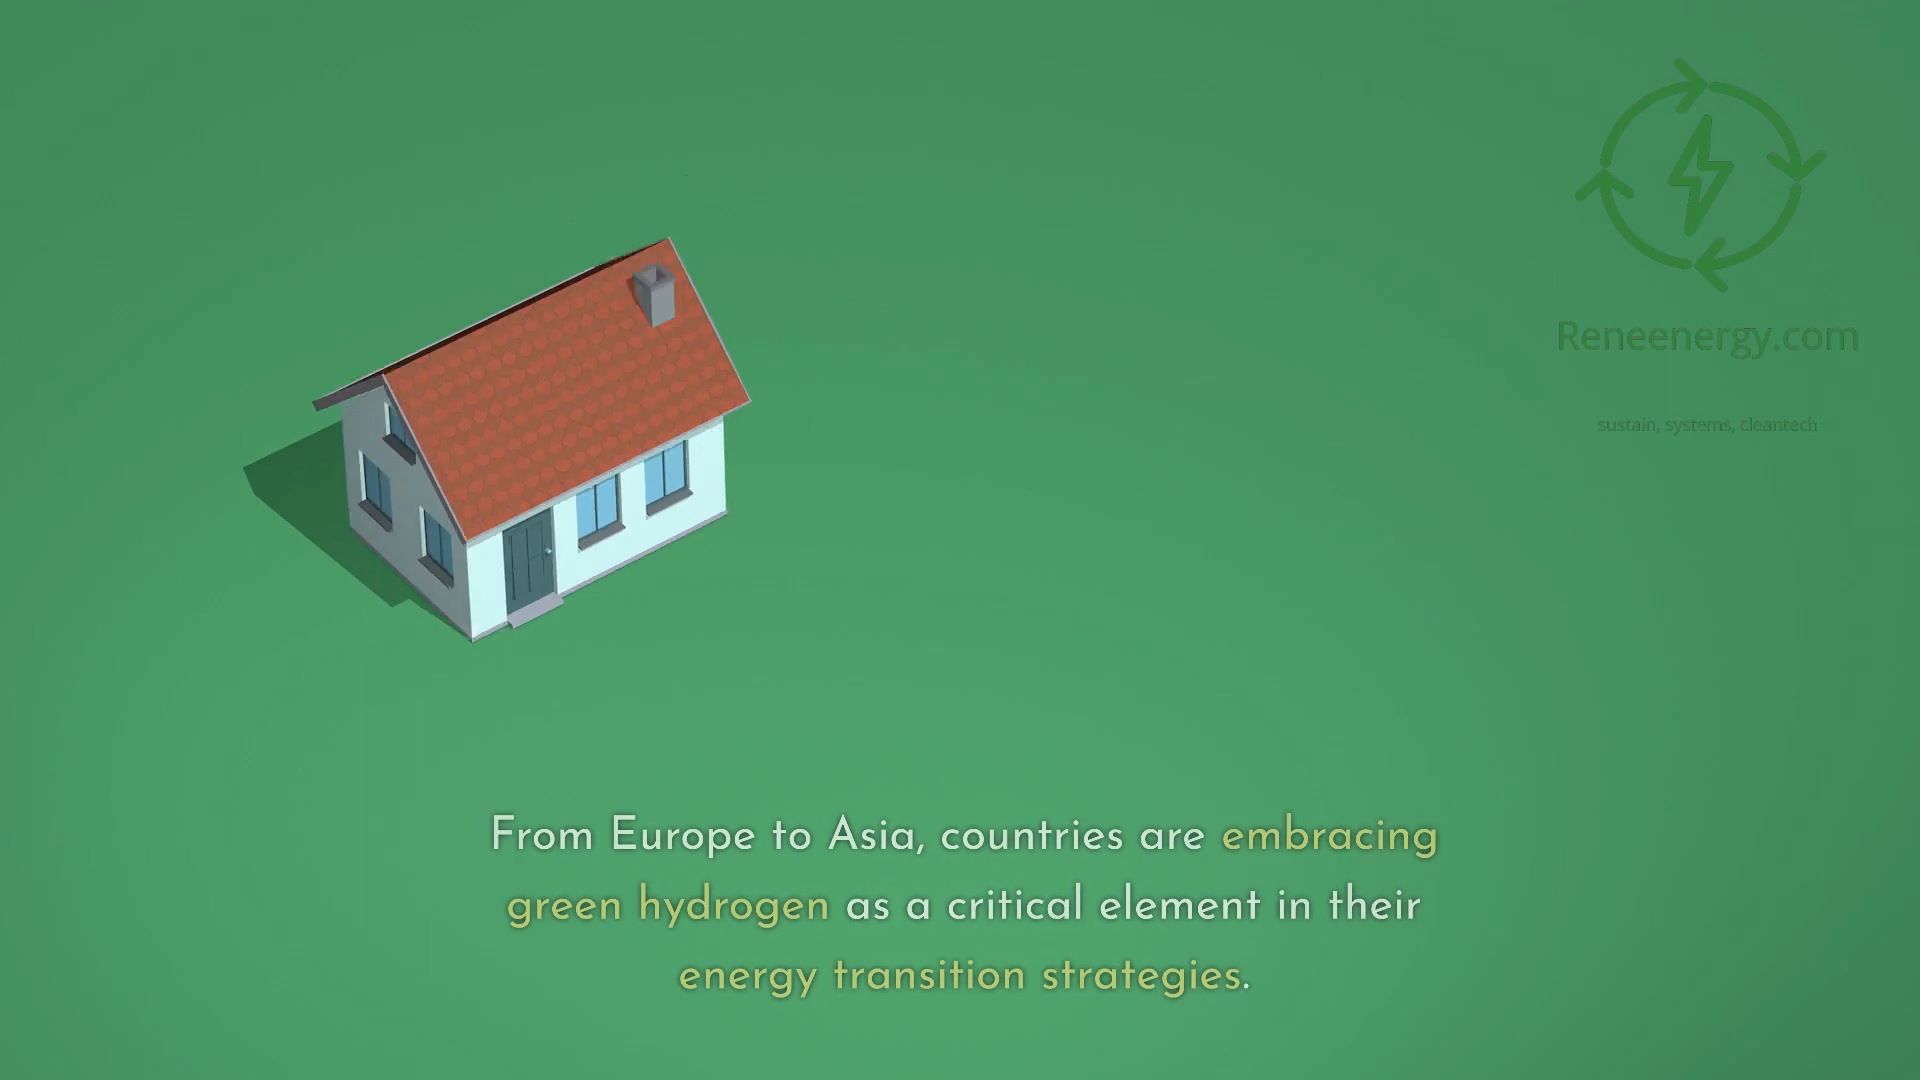 Reneenergy.com
sustain, systems, cleantech
From Europe to Asia, countries are embracing
green hydrogen as a critical element in their
energy transition strategies.